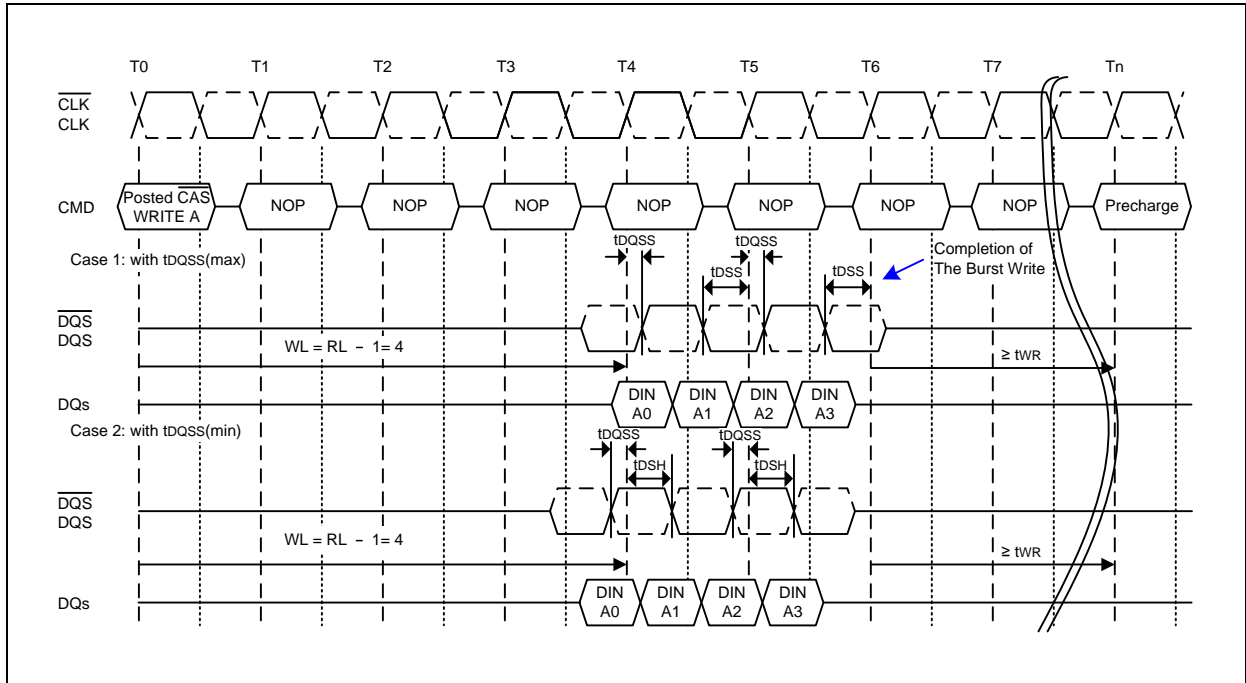 T0 T1 T2 T3 T4 T5 T6 T7 Tn
CLK
CLK
CMD
Posted CAS
WRITE A
NOP NOP NOP NOP NOP NOP NOP Precharge
Case 1: with tDQSS(max)
tDQSS tDQSS
tDSS tDSS
Completion of
The Burst Write
DQS
DQS
WL = RL − 1= 4
≥ tWR
DQs
DIN
A0
DIN
A1
DIN
A2
DIN
A3
Case 2: with tDQSS(min)
tDQSS tDQSS
tDSH tDSH
DQS
DQS
WL = RL − 1= 4
≥ tWR
DQs
DIN
A0
DIN
A1
DIN
A2
DIN
A3